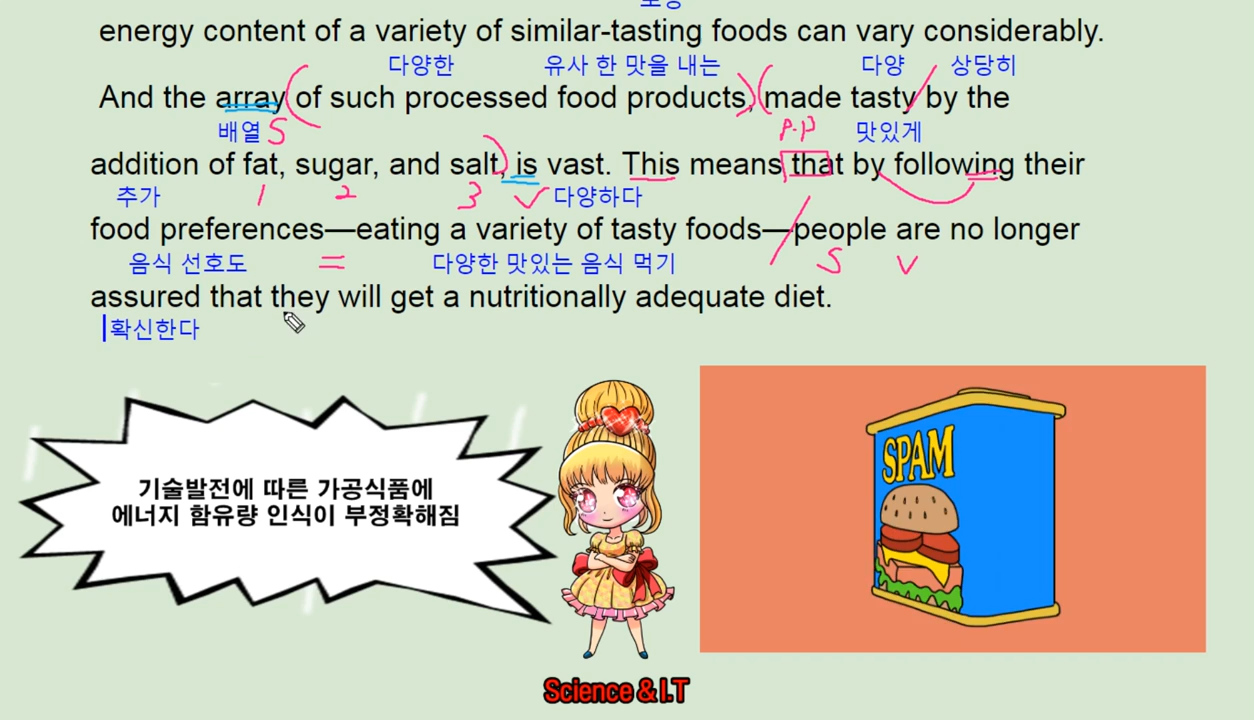 energy content of a variety of similar-tasting foods can vary considerably.
다양한 유사 한 맛을 내는 다양 상당히
And the array of such processed food products, made tasty by the
배열 S P.P 맛있게
addition of fat, sugar, and salt, is vast. This means that by following their
추가 1 2 3 V 다양하다
food preferences—eating a variety of tasty foods—people are no longer
음식 선호도 = 다양한 맛있는 음식 먹기 S V
assured that they will get a nutritionally adequate diet.
확신한다
기술발전에 따른 가공식품에
에너지 함유량 인식이 부정확해짐
SPAM
Science & I.T